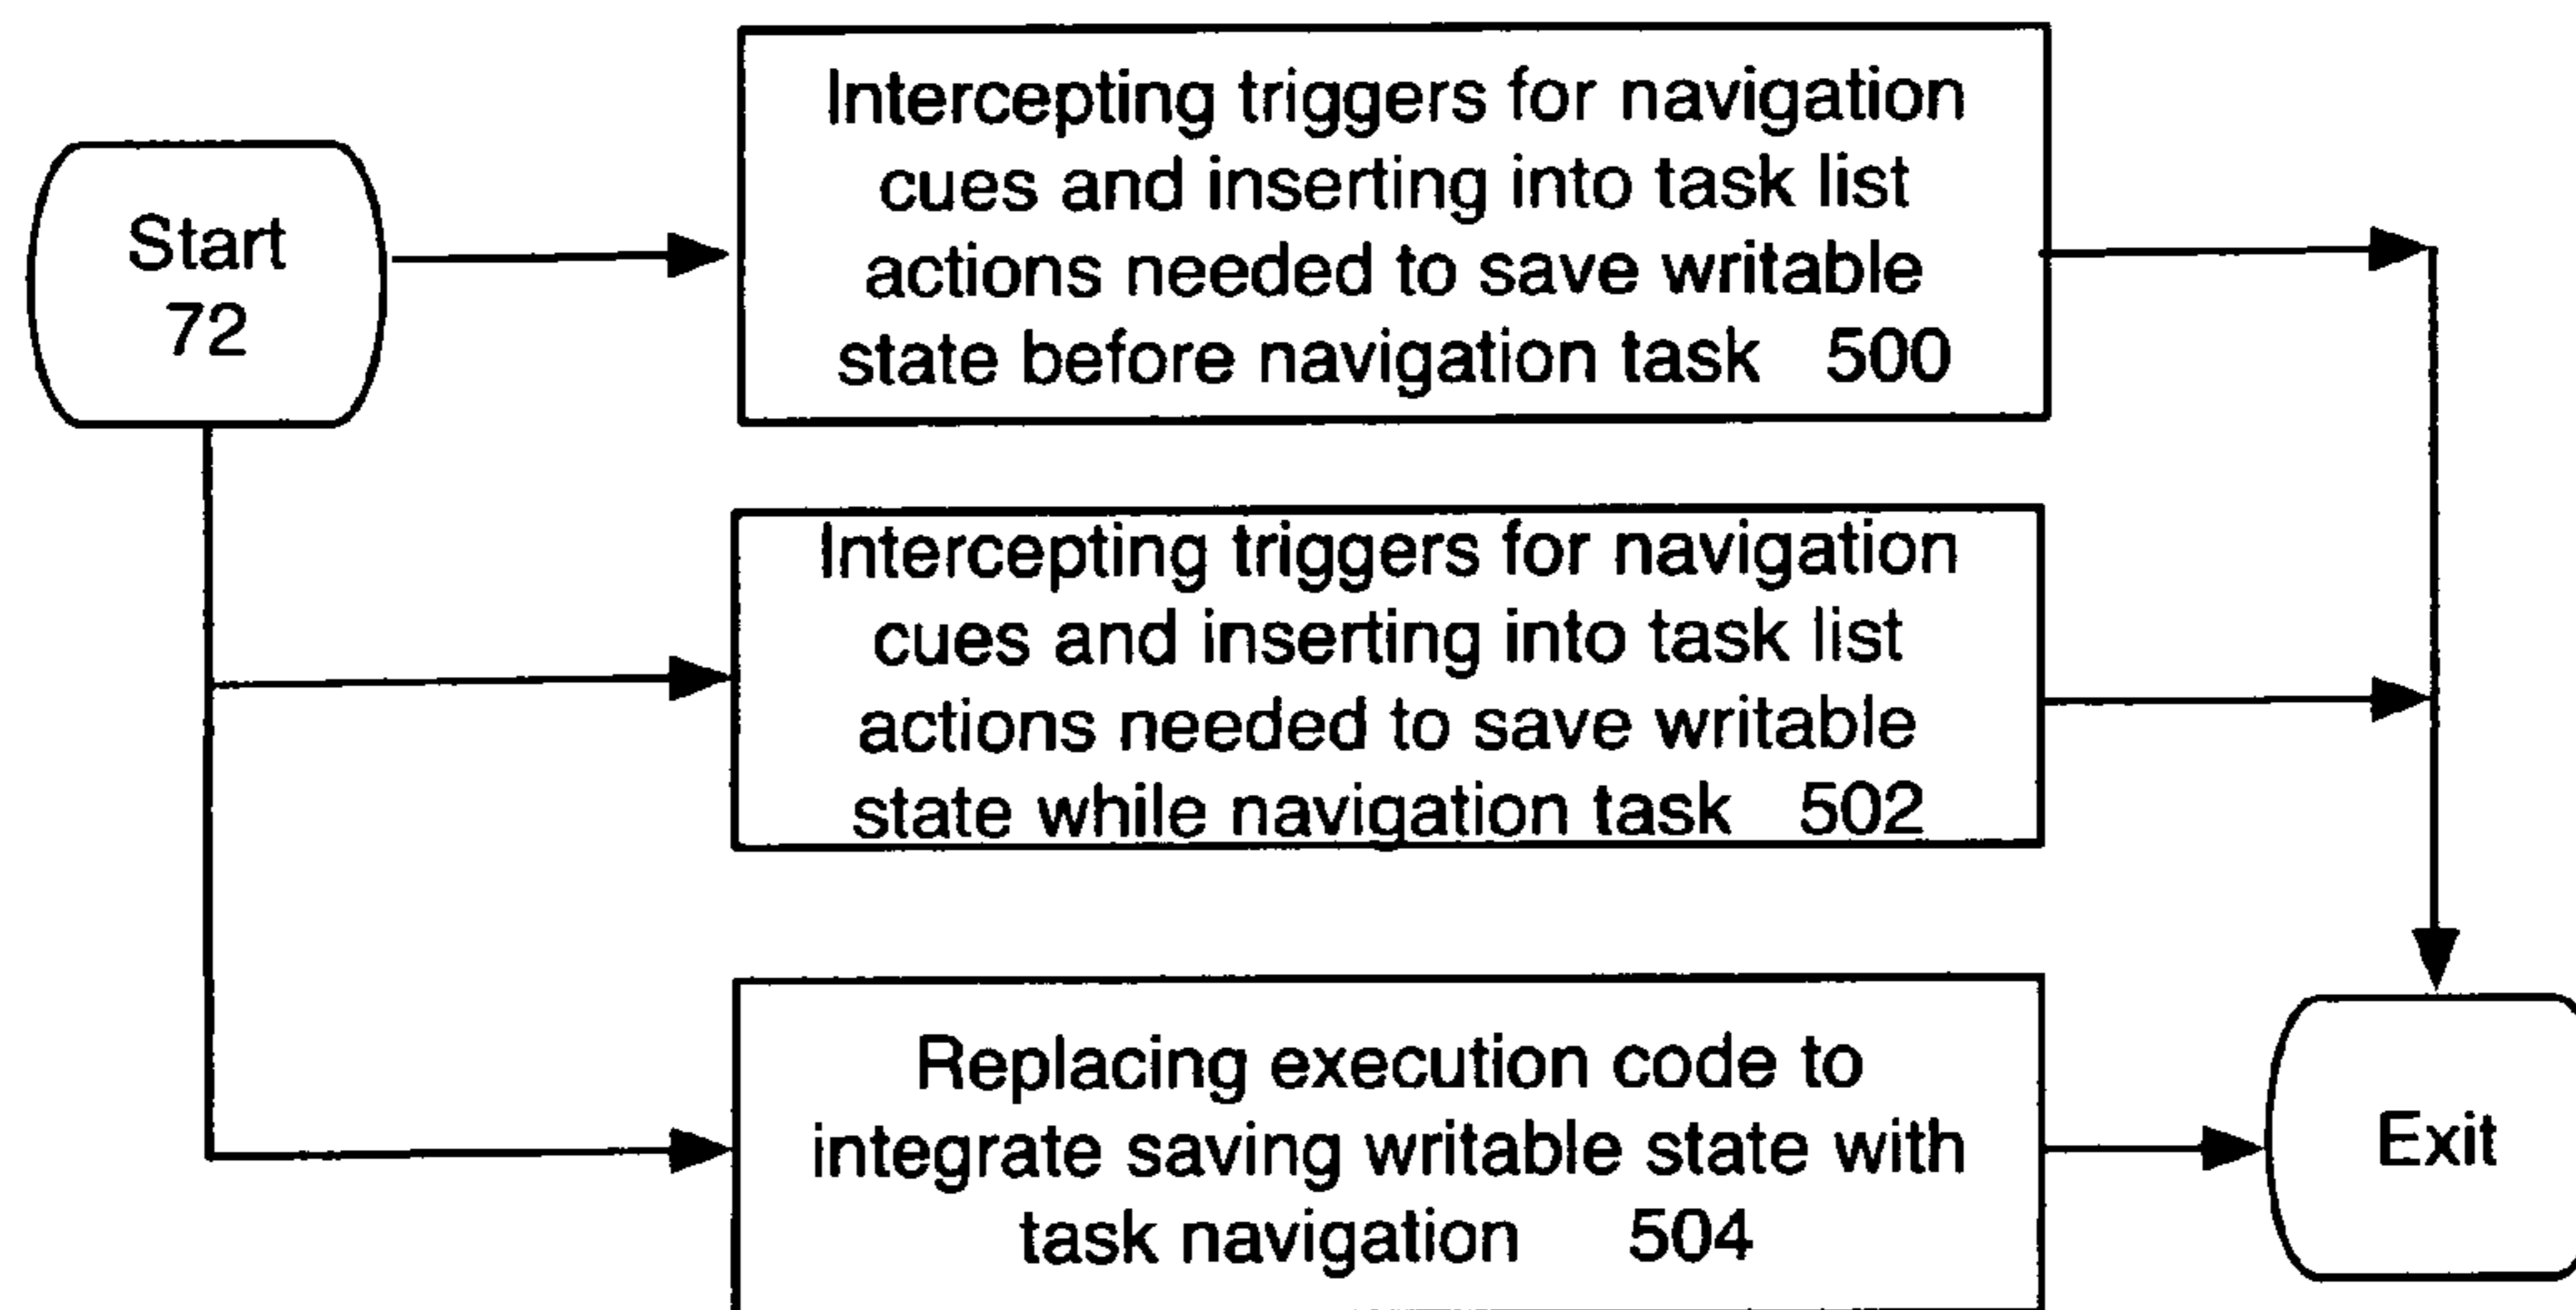 Start
72
Intercepting triggers for navigation
cues and inserting into task list
actions needed to save writable
state before navigation task 500
Intercepting triggers for navigation
cues and inserting into task list
actions needed to save writable
state while navigation task 502
Replacing execution code to
integrate saving writable state with
task navigation 504
Exit